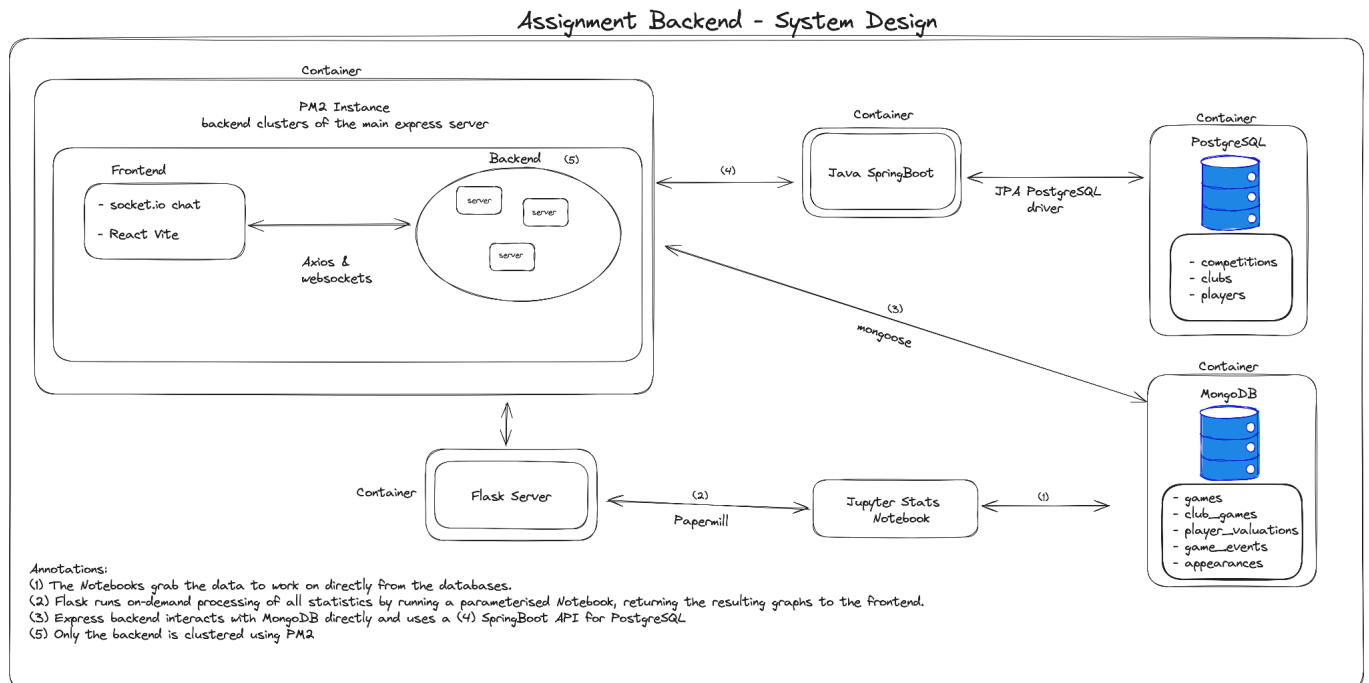 Assignment Backend - System Design
Container
PM2 Instance
backend clusters of the main express server
Frontend
- socket.io chat
- React Vite
Axios &
websockets
Backend (5)
server
server
server
(4)
Container
Java SpringBoot
JPA PostgreSQL
driver
Container
PostgreSQL
- competitions
- clubs
- players
(3)
mongoose
Container
MongoDB
- games
- club_games
- player_valuations
- game_events
- appearances
Container
Flask Server
(2)
Papermill
Jupyter Stats
Notebook
(1)
Annotations:
(1) The Notebooks grab the data to work on directly from the databases.
(2) Flask runs on-demand processing of all statistics by running a parameterised Notebook, returning the resulting graphs to the frontend.
(3) Express backend interacts with MongoDB directly and uses a (4) SpringBoot API for PostgreSQL
(5) Only the backend is clustered using PM2